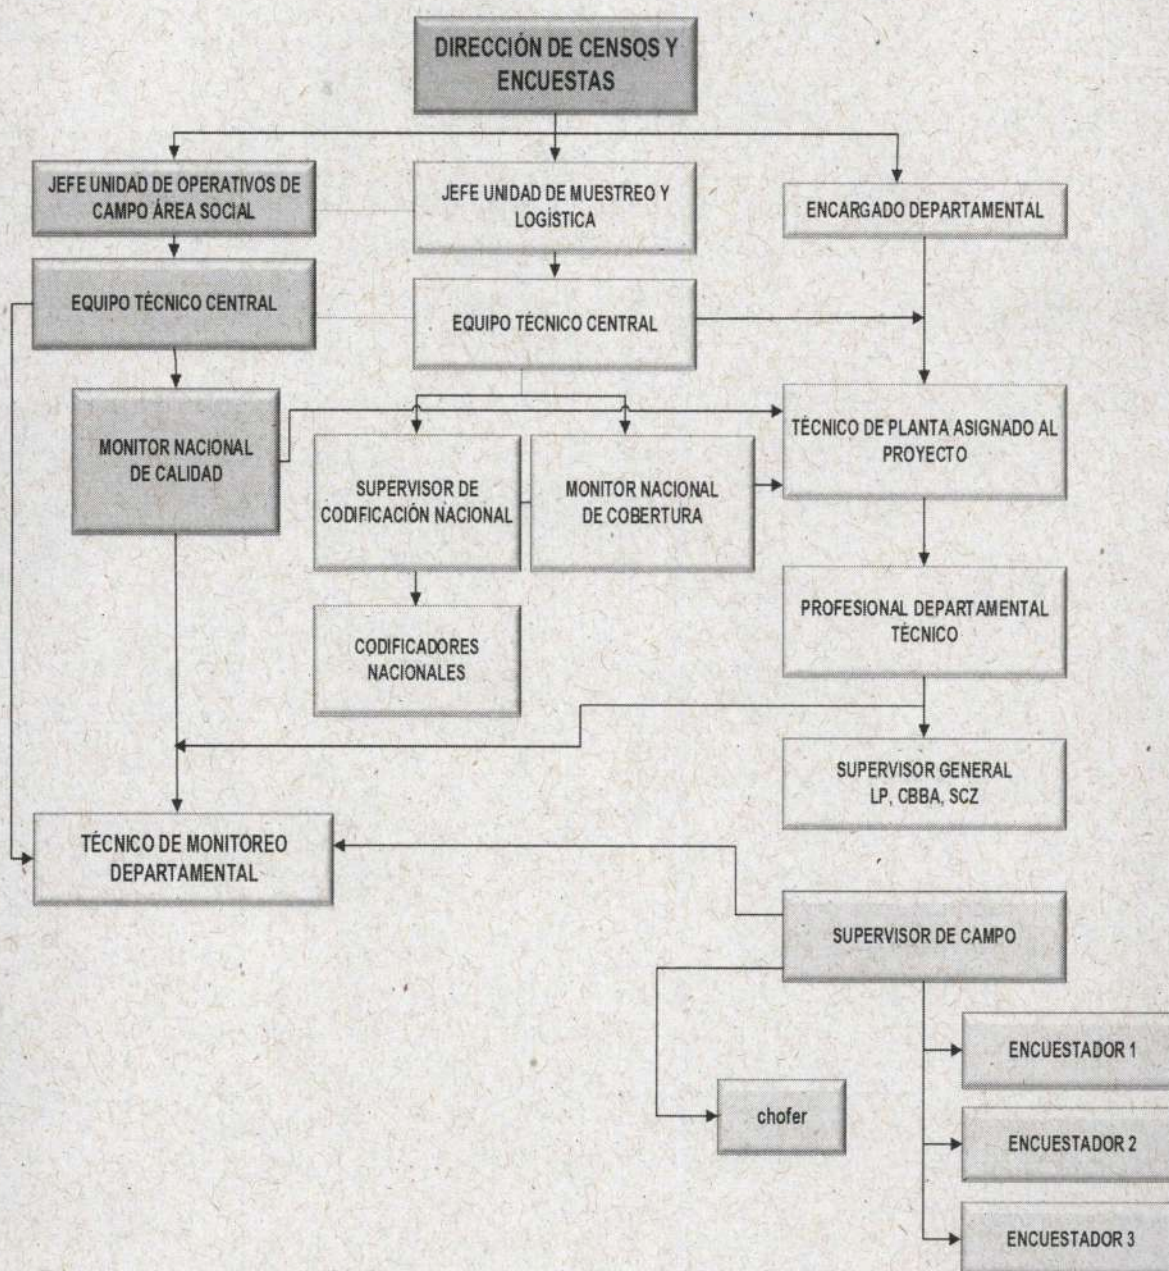 DIRECCIÓN DE CENSOS Y
ENCUESTAS
JEFE UNIDAD DE OPERATIVOS DE
CAMPO ÁREA SOCIAL
JEFE UNIDAD DE MUESTREO Y
LOGÍSTICA
ENCARGADO DEPARTAMENTAL
EQUIPO TÉCNICO CENTRAL
EQUIPO TÉCNICO CENTRAL
MONITOR NACIONAL
DE CALIDAD
SUPERVISOR DE
CODIFICACIÓN NACIONAL
MONITOR NACIONAL
DE COBERTURA
TÉCNICO DE PLANTA ASIGNADO AL
PROYECTO
CODIFICADORES
NACIONALES
PROFESIONAL DEPARTAMENTAL
TÉCNICO
SUPERVISOR GENERAL
LP, CBBA, SCZ
TÉCNICO DE MONITOREO
DEPARTAMENTAL
SUPERVISOR DE CAMPO
chofer
ENCUESTADOR 1
ENCUESTADOR 2
ENCUESTADOR 3